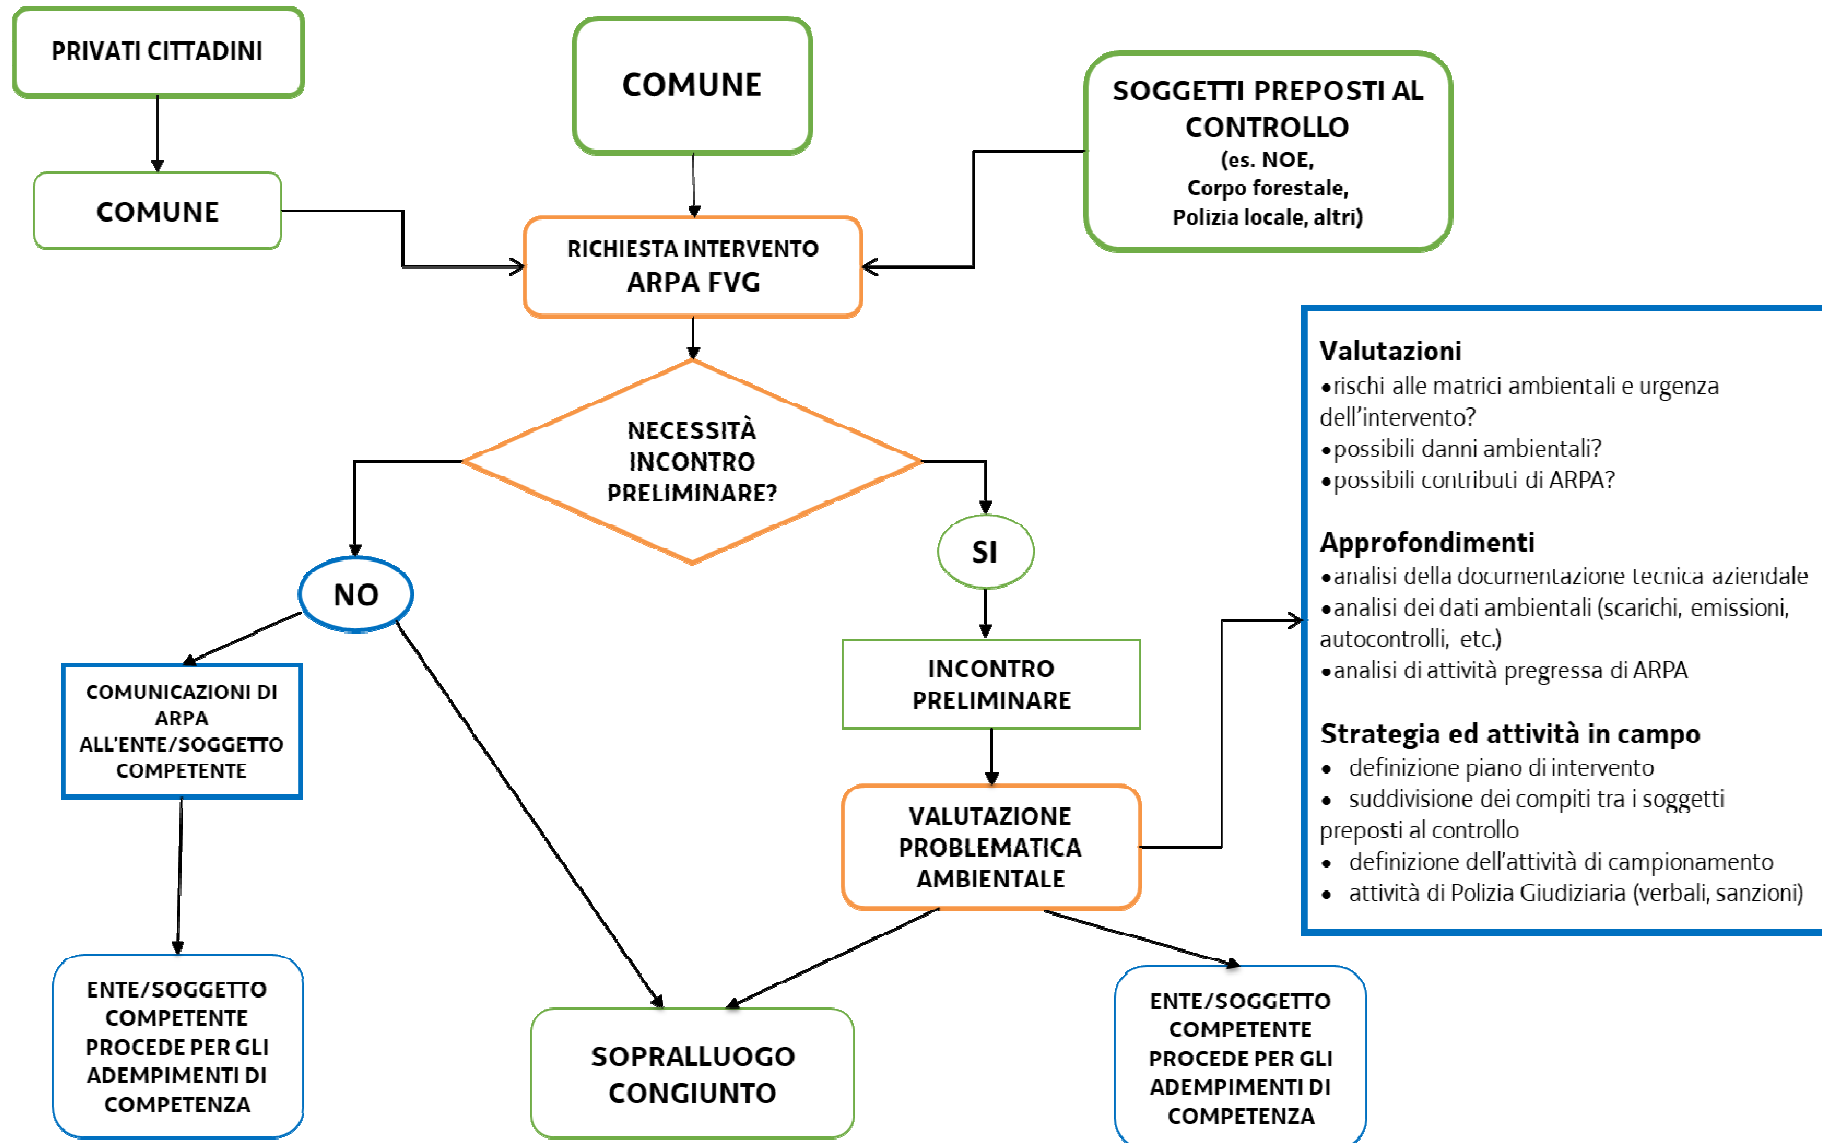 PRIVATI CITTADINI
COMUNE
SOGGETTI PREPOSTI AL
CONTROLLO
(es. NOE,
Corpo forestale,
Polizia locale, altri)
COMUNE
RICHIESTA INTERVENTO
ARPA FVG
NECESSITÀ
INCONTRO
PRELIMINARE?
NO
SI
COMUNICAZIONI DI
ARPA
ALL'ENTE/SOGGETTO
COMPETENTE
INCONTRO
PRELIMINARE
VALUTAZIONE
PROBLEMATICA
AMBIENTALE
Valutazioni
•rischi alle matrici ambientali e urgenza
dell'intervento?
•possibili danni ambientali?
•possibili contributi di ARPA?
Approfondimenti
•analisi della documentazione tecnica aziendale
•analisi dei dati ambientali (scarichi, emissioni,
autocontrolli, etc.)
•analisi di attività pregressa di ARPA
Strategia ed attività in campo
• definizione piano di intervento
• suddivisione dei compiti tra i soggetti
preposti al controllo
• definizione dell'attività di campionamento
• attività di Polizia Giudiziaria (verbali, sanzioni)
ENTE/SOGGETTO
COMPETENTE
PROCEDE PER GLI
ADEMPIMENTI DI
COMPETENZA
SOPRALLUOGO
CONGIUNTO
ENTE/SOGGETTO
COMPETENTE
PROCEDE PER GLI
ADEMPIMENTI DI
COMPETENZA